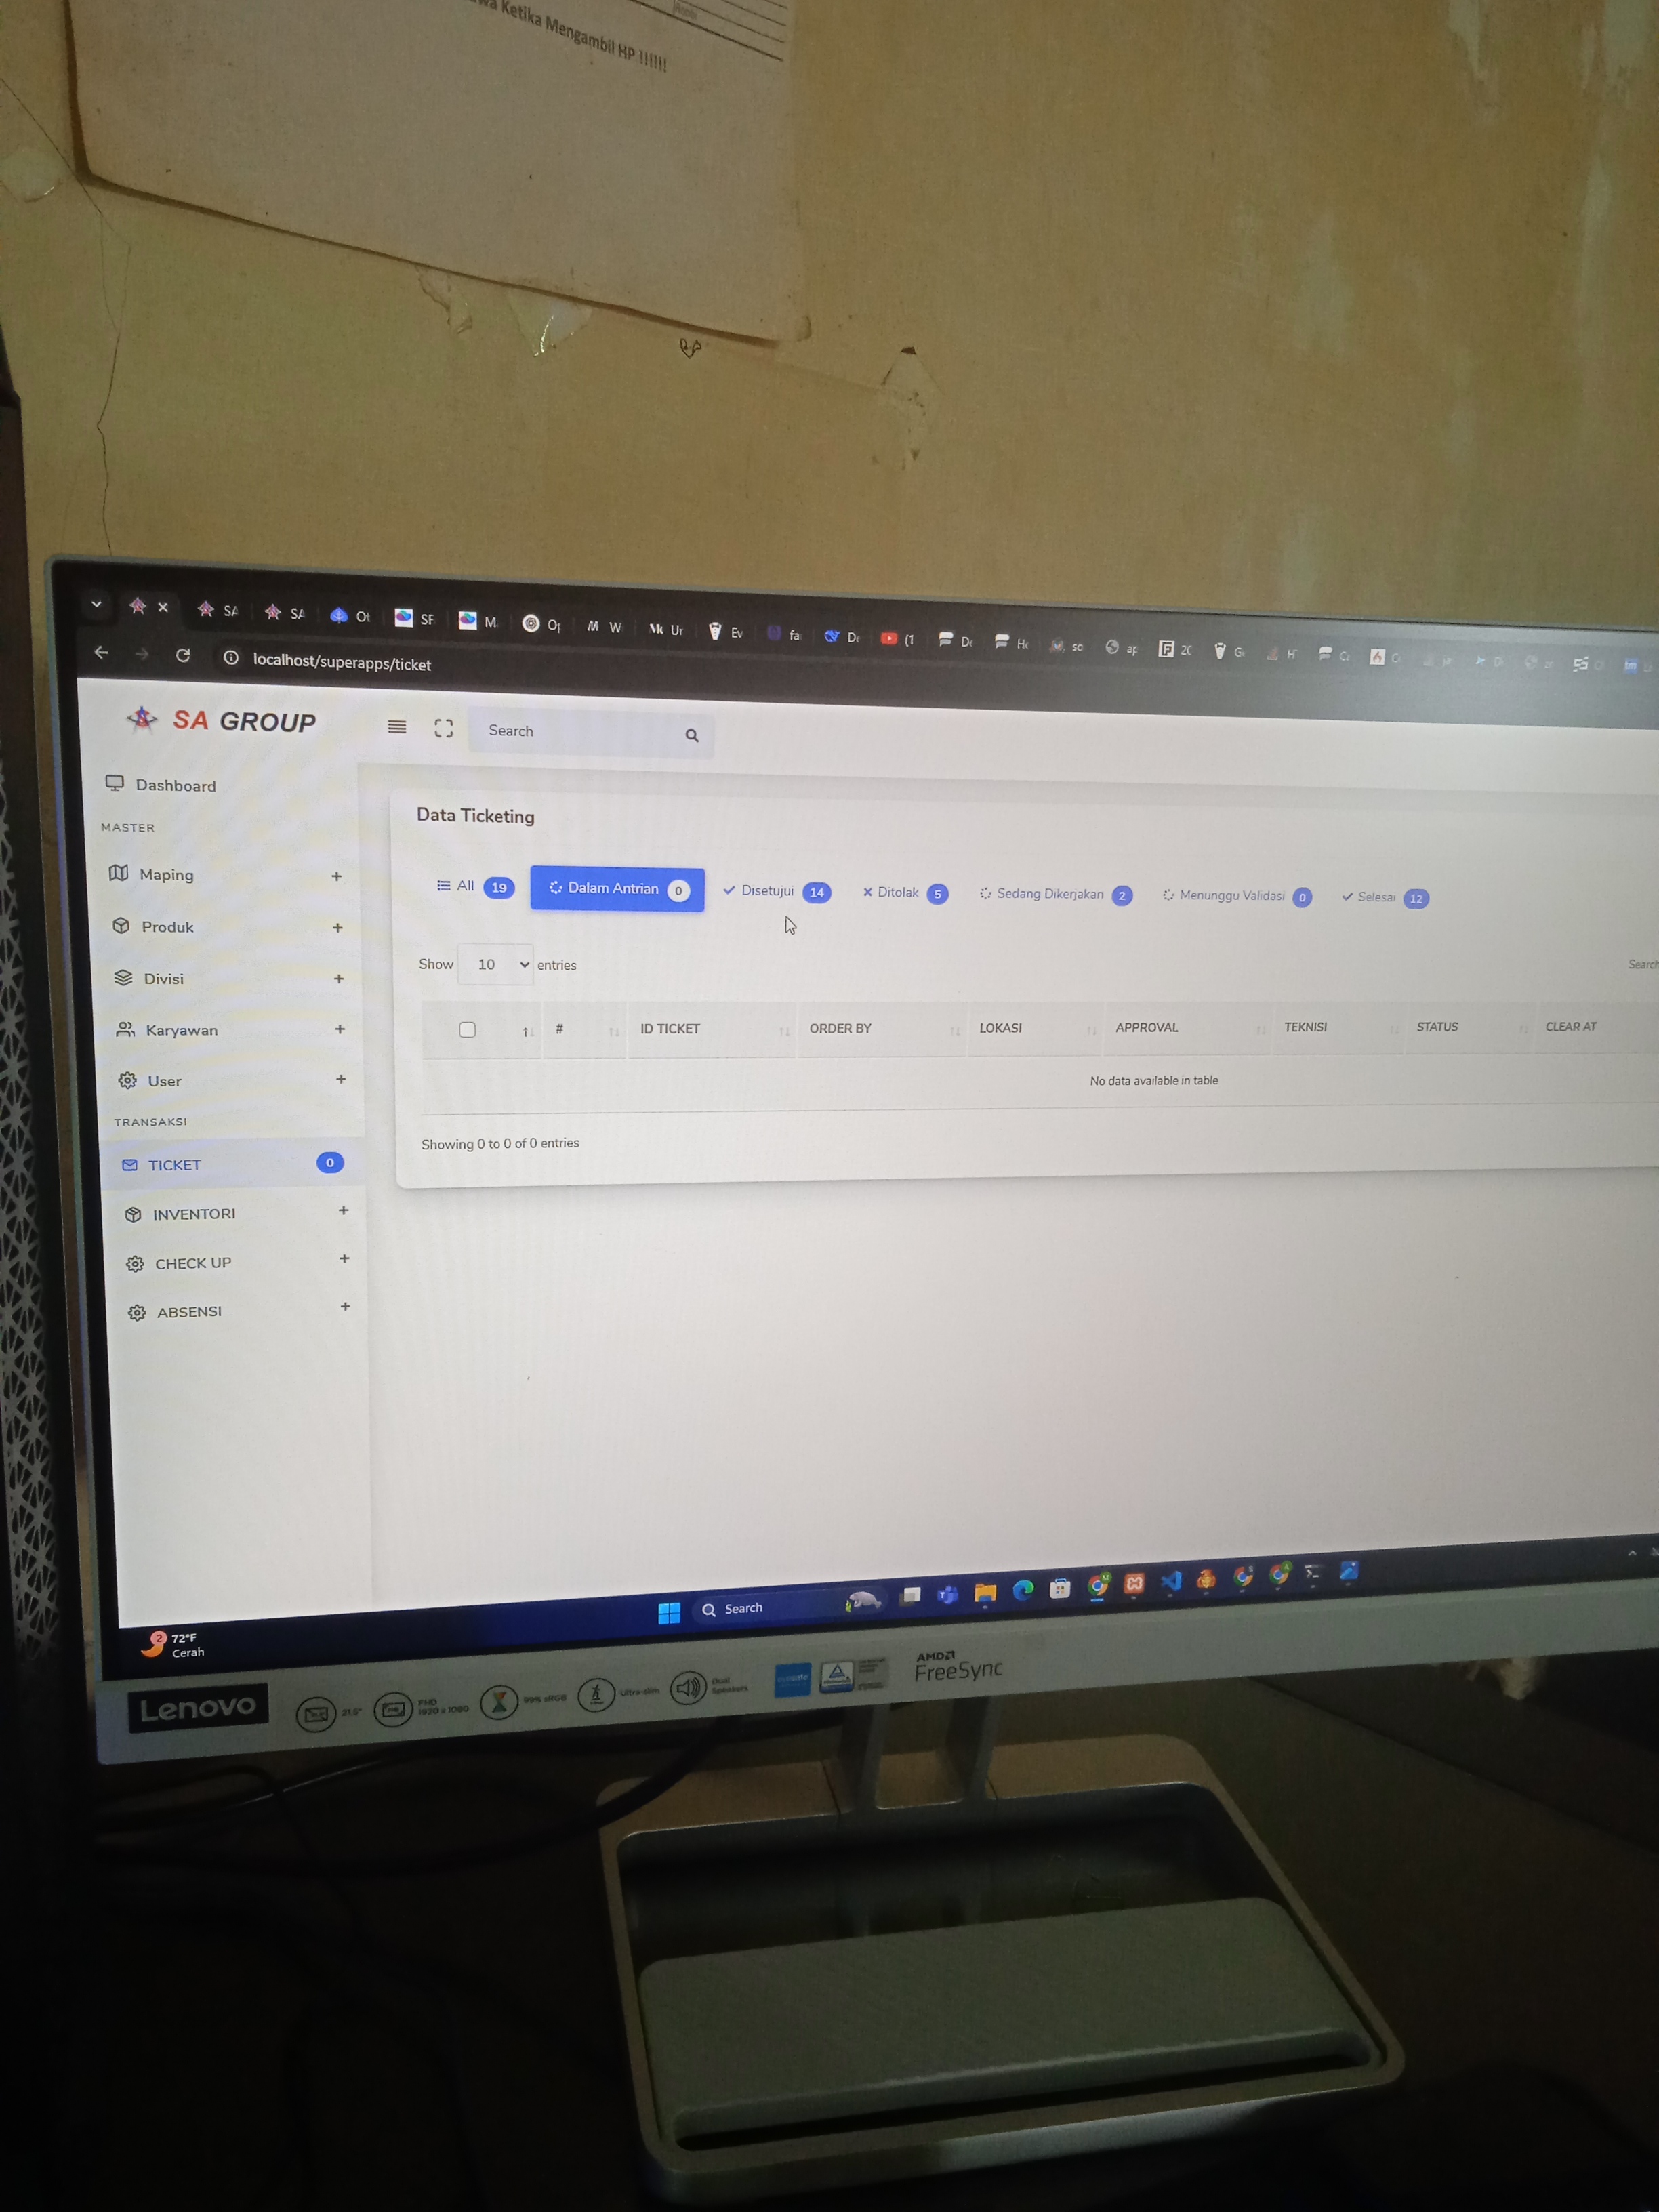 Ketika Mengambil HP !!!!!!
SA
SA
Ot
SF
M
W
Ur
Ev
fa
De
(1
De
sc
ap
2C
localhost/superapps/ticket
SA GROUP
Search
Dashboard
MASTER
Maping +
Produk +
Divisi +
Karyawan +
User +
TRANSAKSI
TICKET 0
INVENTORI +
CHECK UP +
ABSENSI +
Data Ticketing
All 19 Dalam Antrian 0 Disetujui 14 Ditolak 5 Sedang Dikerjakan 2 Menunggu Validasi 0 Selesai 12
Show 10 entries
Search
# ID TICKET ORDER BY LOKASI APPROVAL TEKNISI STATUS CLEAR AT
No data available in table
Showing 0 to 0 of 0 entries
2 72°F
Cerah
Search
Lenovo
21.5"
FHD
1920 x 1080
99% sRGB
Ultra-slim
Dual
Speakers
AMD
FreeSync